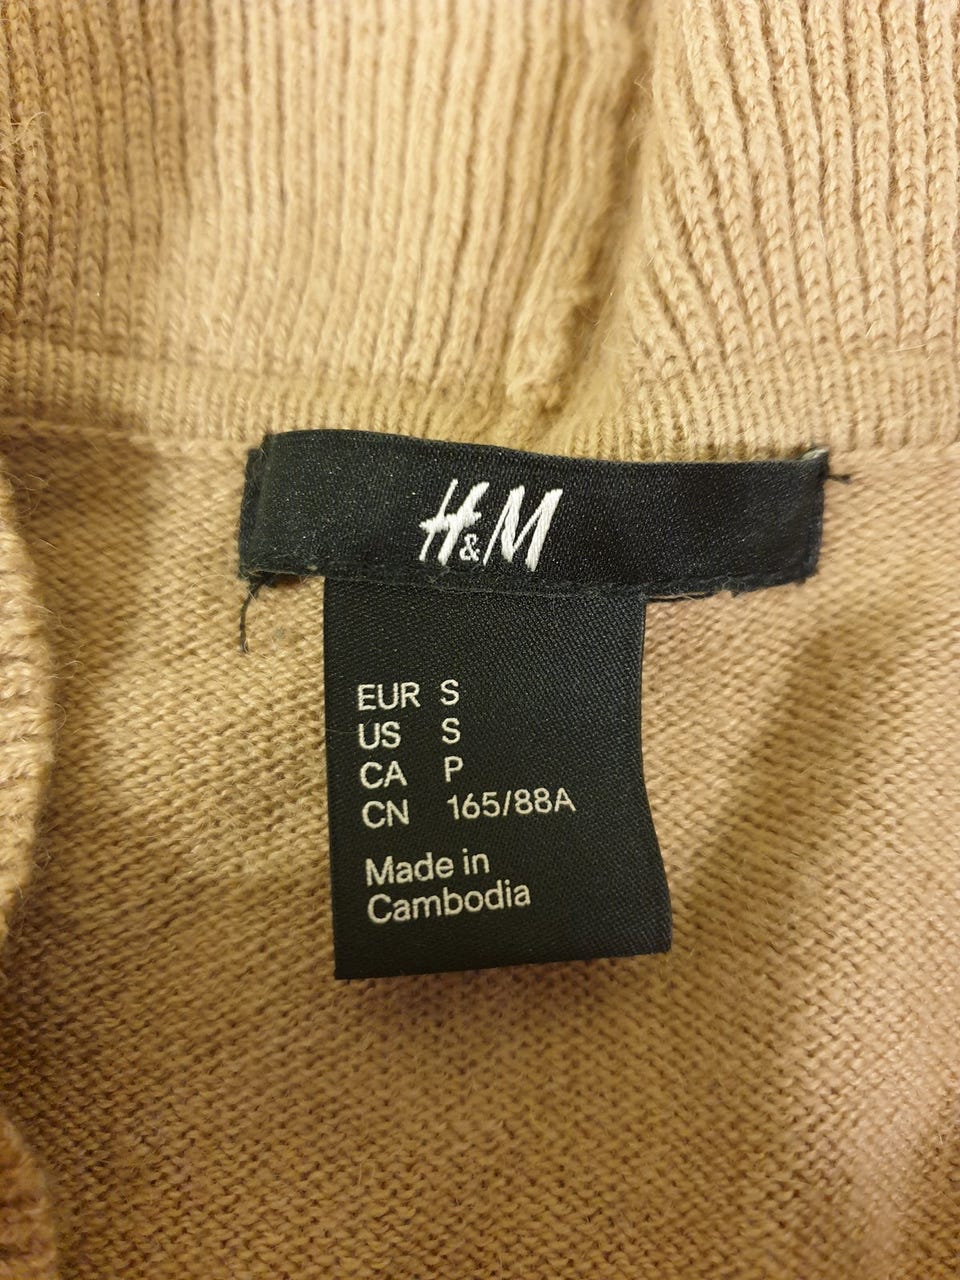 H&M
EUR S
US S
CA P
CN 165/88A
Made in
Cambodia